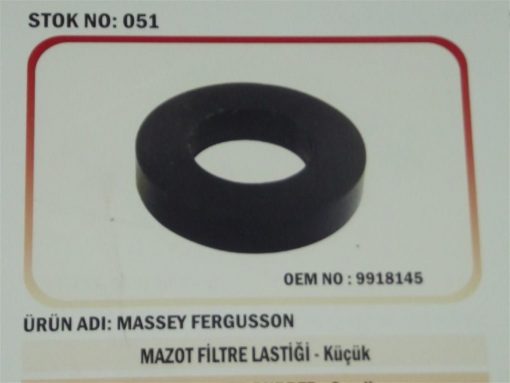 STOK NO: 051
OEM NO : 9918145
ÜRÜN ADI: MASSEY FERGUSSON
MAZOT FİLTRE LASTİĞİ - Küçük